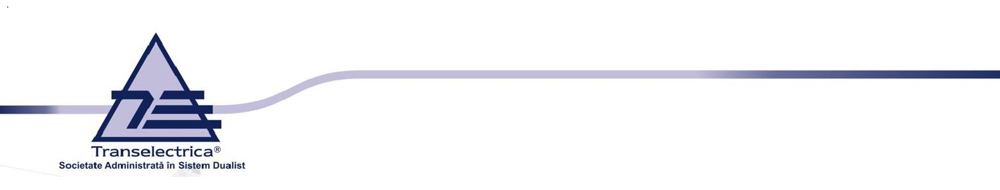 Transelectrica®
Societate Administrată în Sistem Dualist